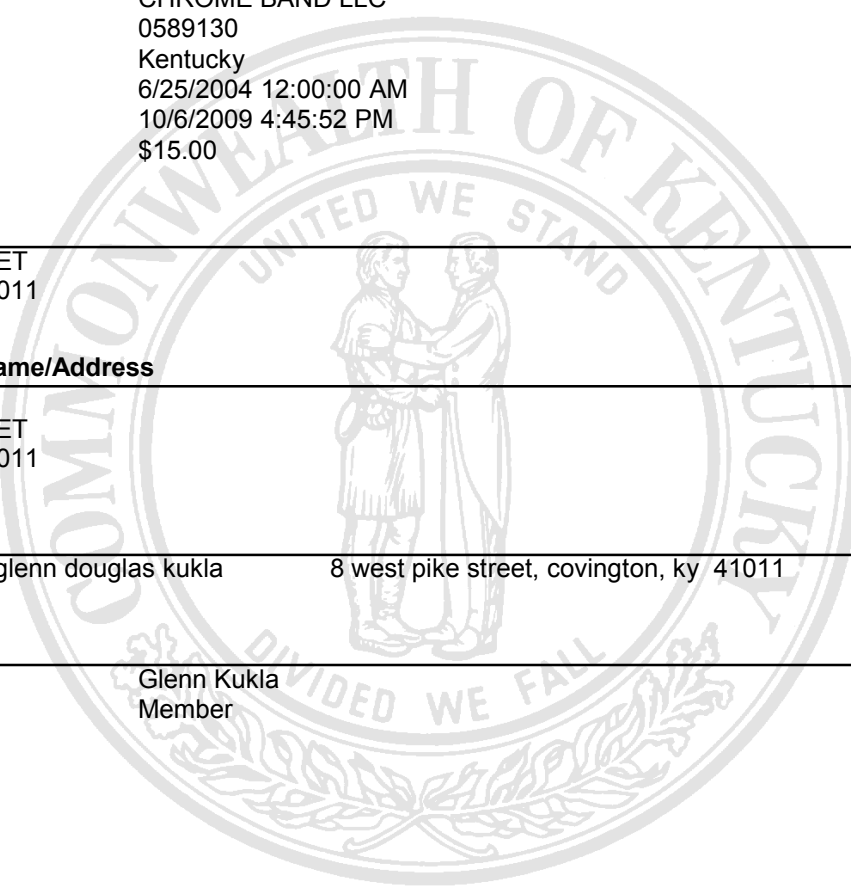 CHROME BAND LLC
0589130
Kentucky
6/25/2004 12:00:00 AM
10/6/2009 4:45:52 PM
$15.00
COMMONWEALTH OF KENTUCKY
UNITED WE STAND
ET
011
ame/Address
ET
011
glenn douglas kukla 8 west pike street, covington, ky 41011
DIVIDED WE FALL
Glenn Kukla
Member